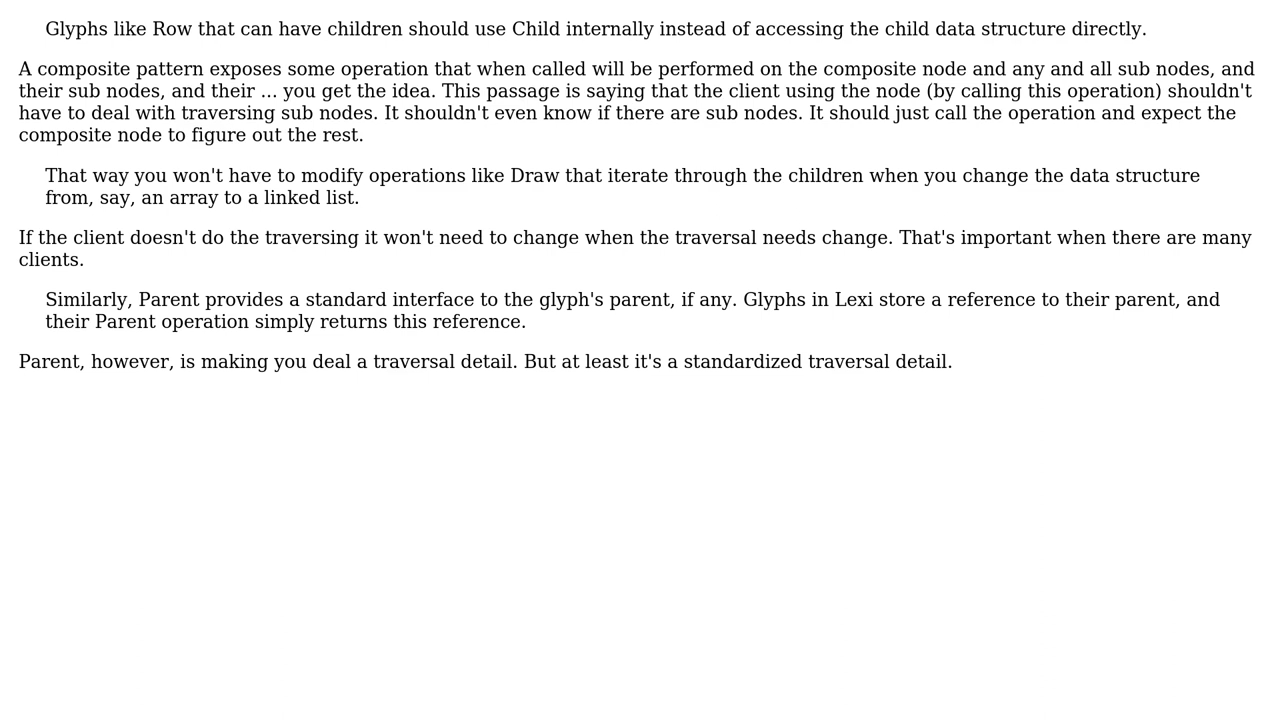 Glyphs like Row that can have children should use Child internally instead of accessing the child data structure directly.
A composite pattern exposes some operation that when called will be performed on the composite node and any and all sub nodes, and
their sub nodes, and their ... you get the idea. This passage is saying that the client using the node (by calling this operation) shouldn't
have to deal with traversing sub nodes. It shouldn't even know if there are sub nodes. It should just call the operation and expect the
composite node to figure out the rest.
That way you won't have to modify operations like Draw that iterate through the children when you change the data structure
from, say, an array to a linked list.
If the client doesn't do the traversing it won't need to change when the traversal needs change. That's important when there are many
clients.
Similarly, Parent provides a standard interface to the glyph's parent, if any. Glyphs in Lexi store a reference to their parent, and
their Parent operation simply returns this reference.
Parent, however, is making you deal a traversal detail. But at least it's a standardized traversal detail.